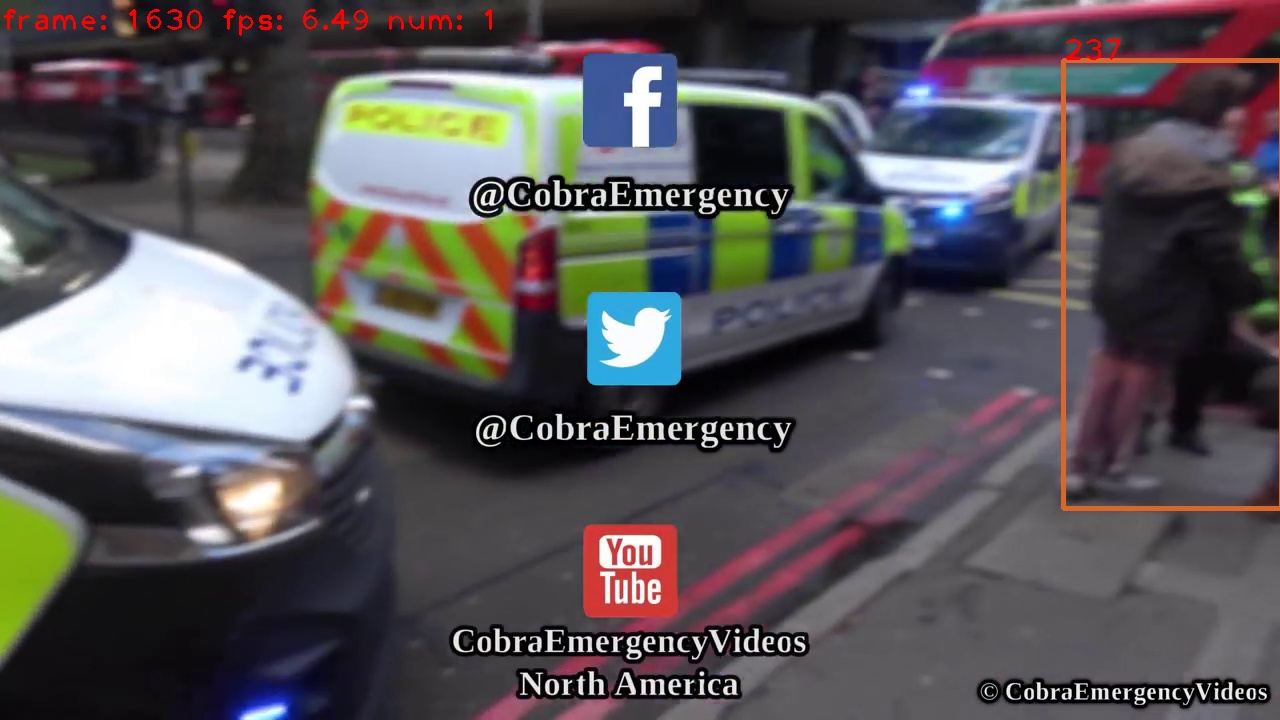 frame: 1630 fps: 6.49 num: 1
237
POLICE
f
@CobraEmergency
POLICE
@CobraEmergency
You
Tube
CobraEmergencyVideos
North America
© CobraEmergencyVideos